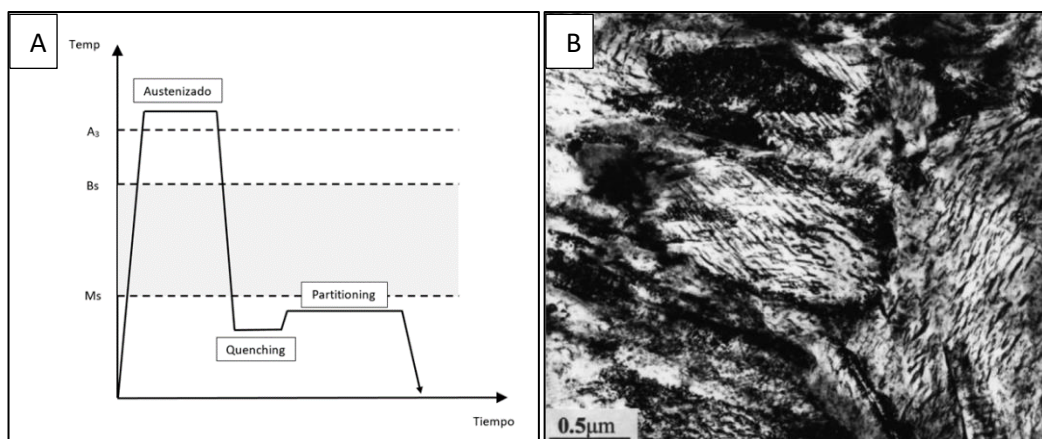 A
Temp
Austenizado
A₃
Bs
Ms
Partitioning
Quenching
Tiempo
B
0.5μm